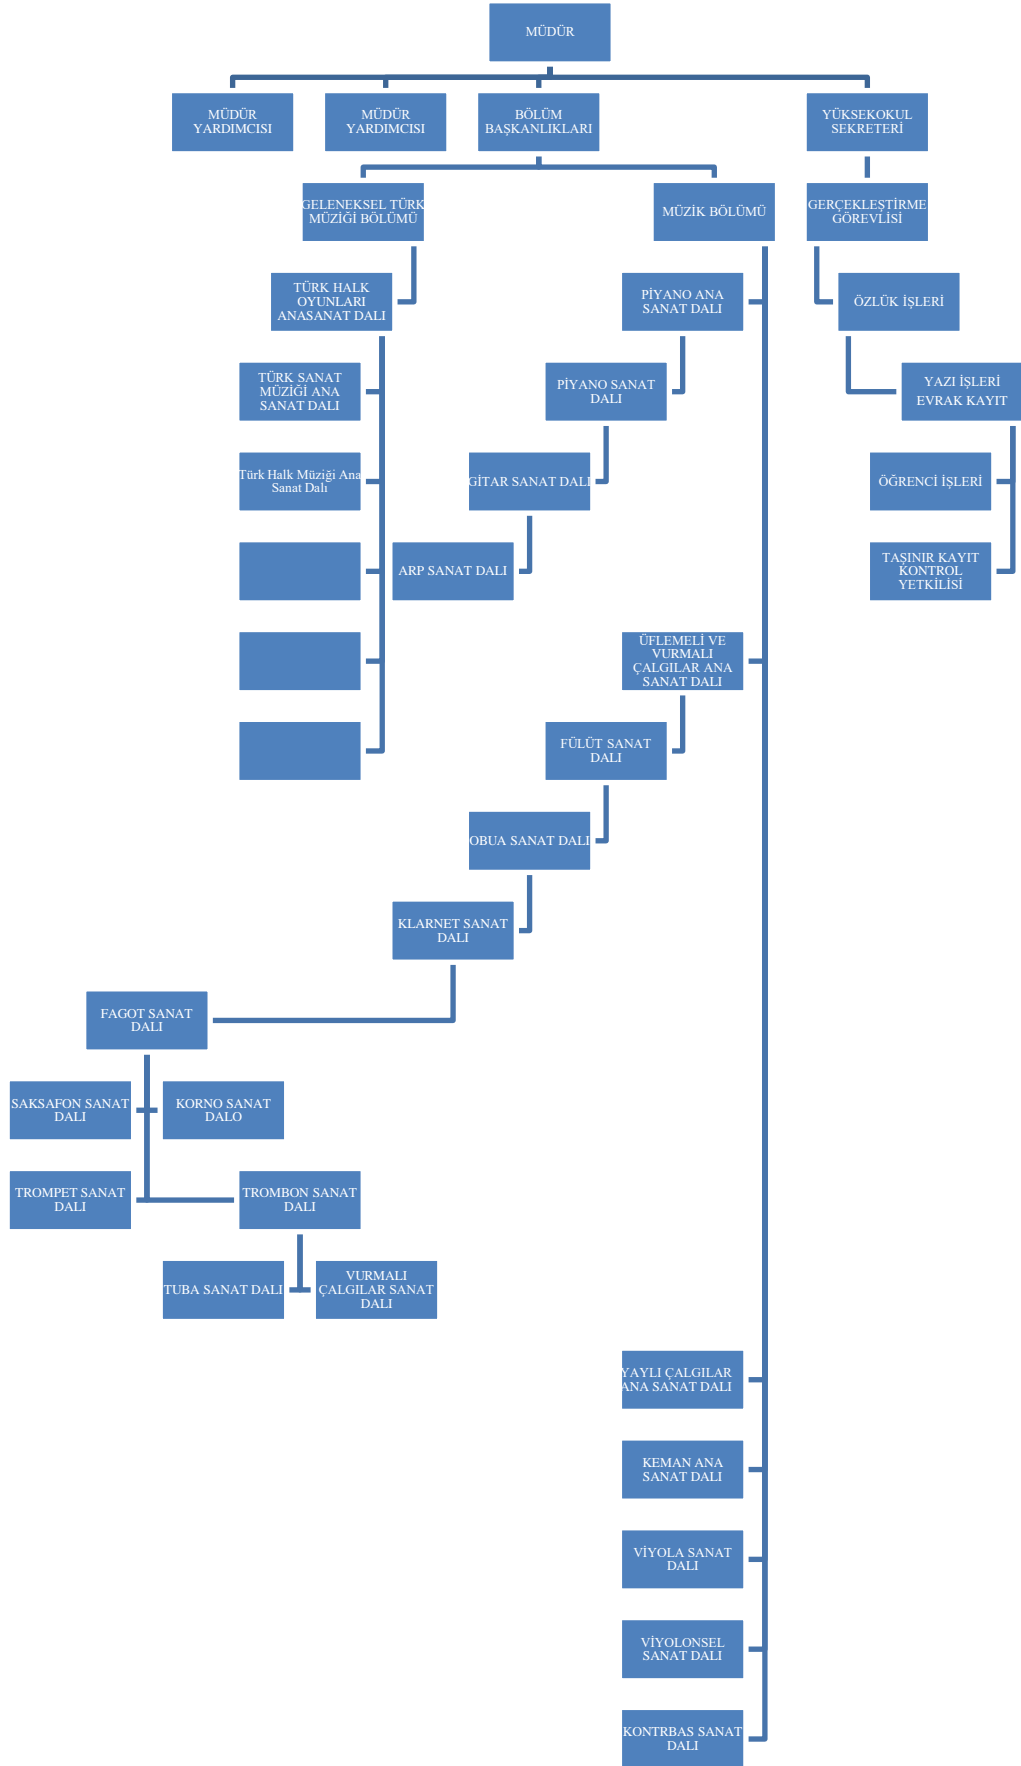 MÜDÜR
MÜDÜR
YARDIMCISI
MÜDÜR
YARDIMCISI
BÖLÜM
BAŞKANLIKLARI
YÜKSEKOKUL
SEKRETERİ
GELENEKSEL TÜRK
MÜZİĞİ BÖLÜMÜ
MÜZİK BÖLÜMÜ
GERÇEKLEŞTİRME
GÖREVLİSİ
TÜRK HALK
OYUNLARI
ANASANAT DALI
PİYANO ANA
SANAT DALI
ÖZLÜK İŞLERİ
TÜRK SANAT
MÜZİĞİ ANA
SANAT DALI
PİYANO SANAT
DALI
YAZI İŞLERİ
EVRAK KAYIT
Türk Halk Müziği Ana
Sanat Dalı
GİTAR SANAT DALI
ÖĞRENCİ İŞLERİ
ARP SANAT DALI
TAŞINIR KAYIT
KONTROL
YETKİLİSİ
ÜFLEMELİ VE
VURMALI
ÇALGILAR ANA
SANAT DALI
FÜLÜT SANAT
DALI
OBUA SANAT DALI
KLARNET SANAT
DALI
FAGOT SANAT
DALI
SAKSAFON SANAT
DALI
KORNO SANAT
DALO
TROMPET SANAT
DALI
TROMBON SANAT
DALI
TUBA SANAT DALI
VURMALI
ÇALGILAR SANAT
DALI
YAYLI ÇALGILAR
ANA SANAT DALI
KEMAN ANA
SANAT DALI
VİYOLA SANAT
DALI
VİYOLONSEL
SANAT DALI
KONTRBAS SANAT
DALI